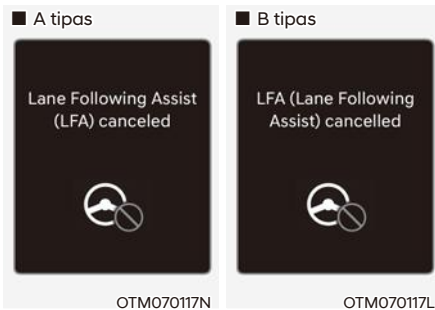 ■ A tipas
Lane Following Assist
(LFA) canceled
OTM070117N
■ B tipas
LFA (Lane Following
Assist) cancelled
OTM070117L